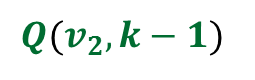 Q(v₂, k − 1)